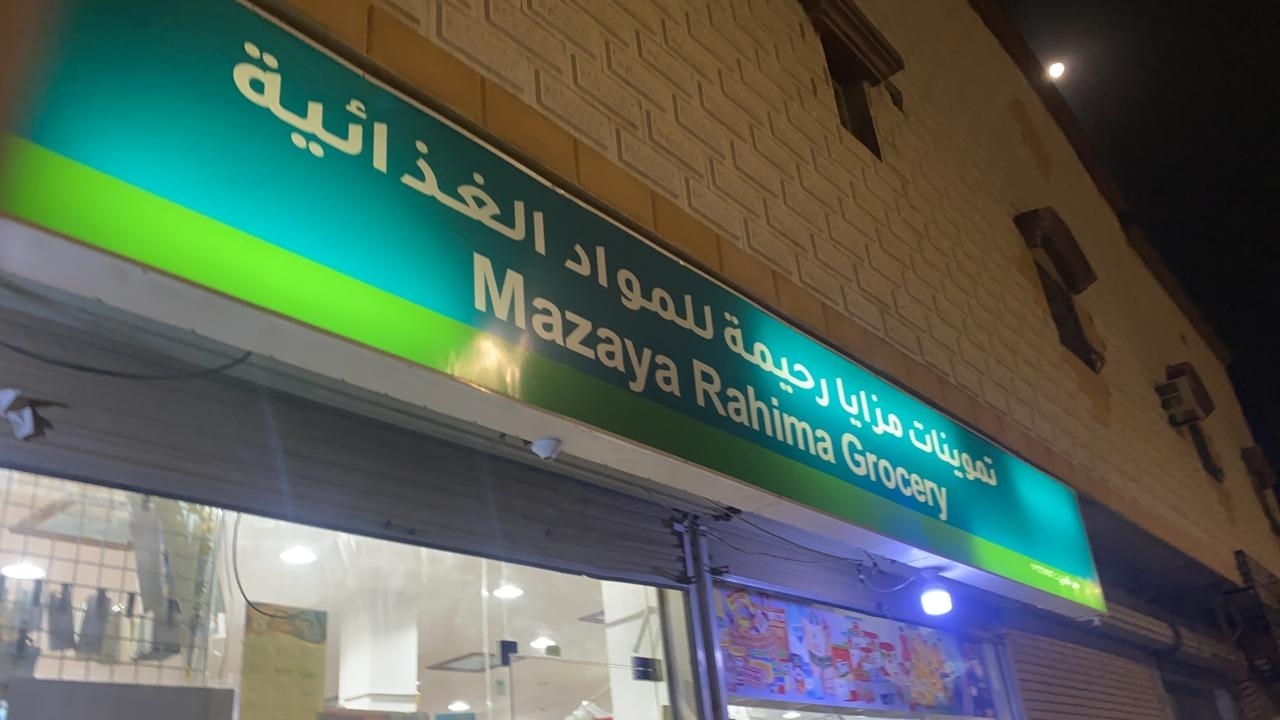 تموينات مزايا رحيمة للمواد الغذائية
Mazaya Rahima Grocery